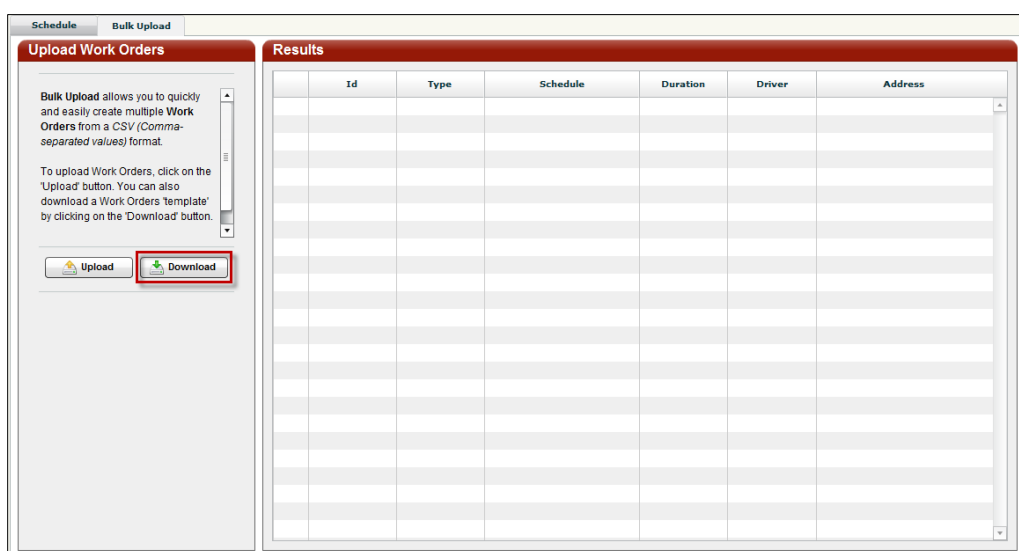 Schedule Bulk Upload
Upload Work Orders
Bulk Upload allows you to quickly
and easily create multiple Work
Orders from a CSV (Comma-
separated values) format.
To upload Work Orders, click on the
'Upload' button. You can also
download a Work Orders 'template'
by clicking on the 'Download' button.
Upload Download
Results
Id Type Schedule Duration Driver Address